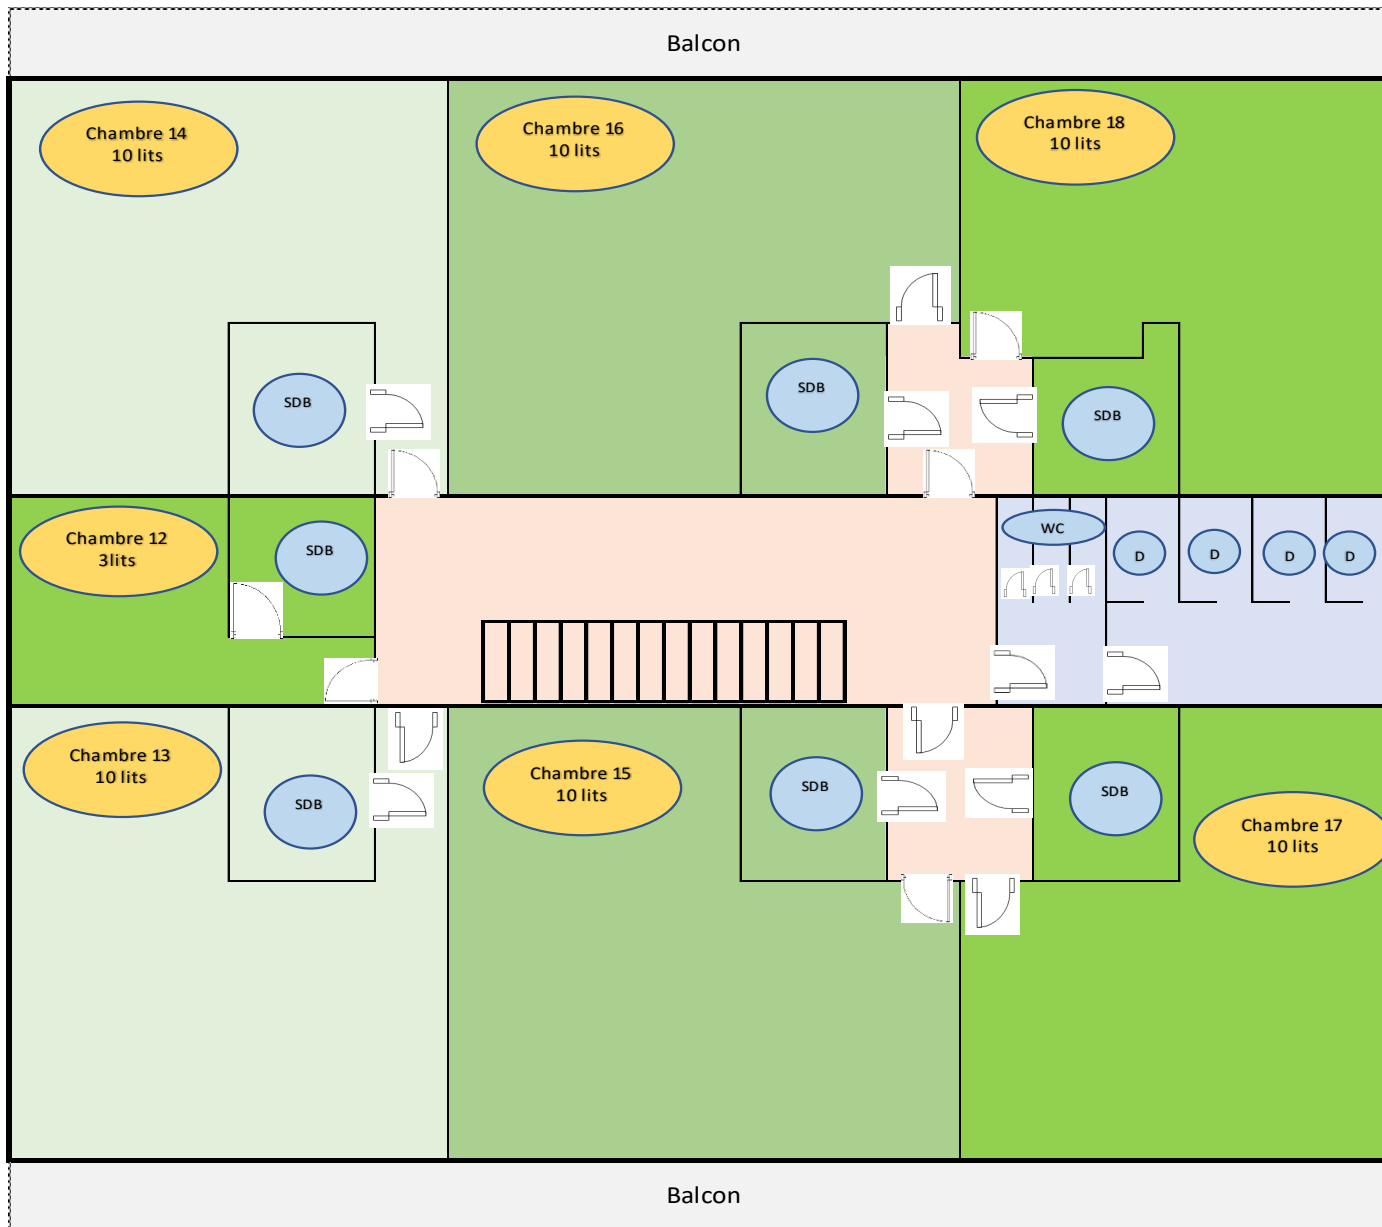 Balcon
Chambre 14
10 lits
Chambre 16
10 lits
Chambre 18
10 lits
SDB
SDB
SDB
Chambre 12
3lits
SDB
WC
D
D
D
D
Chambre 13
10 lits
SDB
Chambre 15
10 lits
SDB
SDB
Chambre 17
10 lits
Balcon